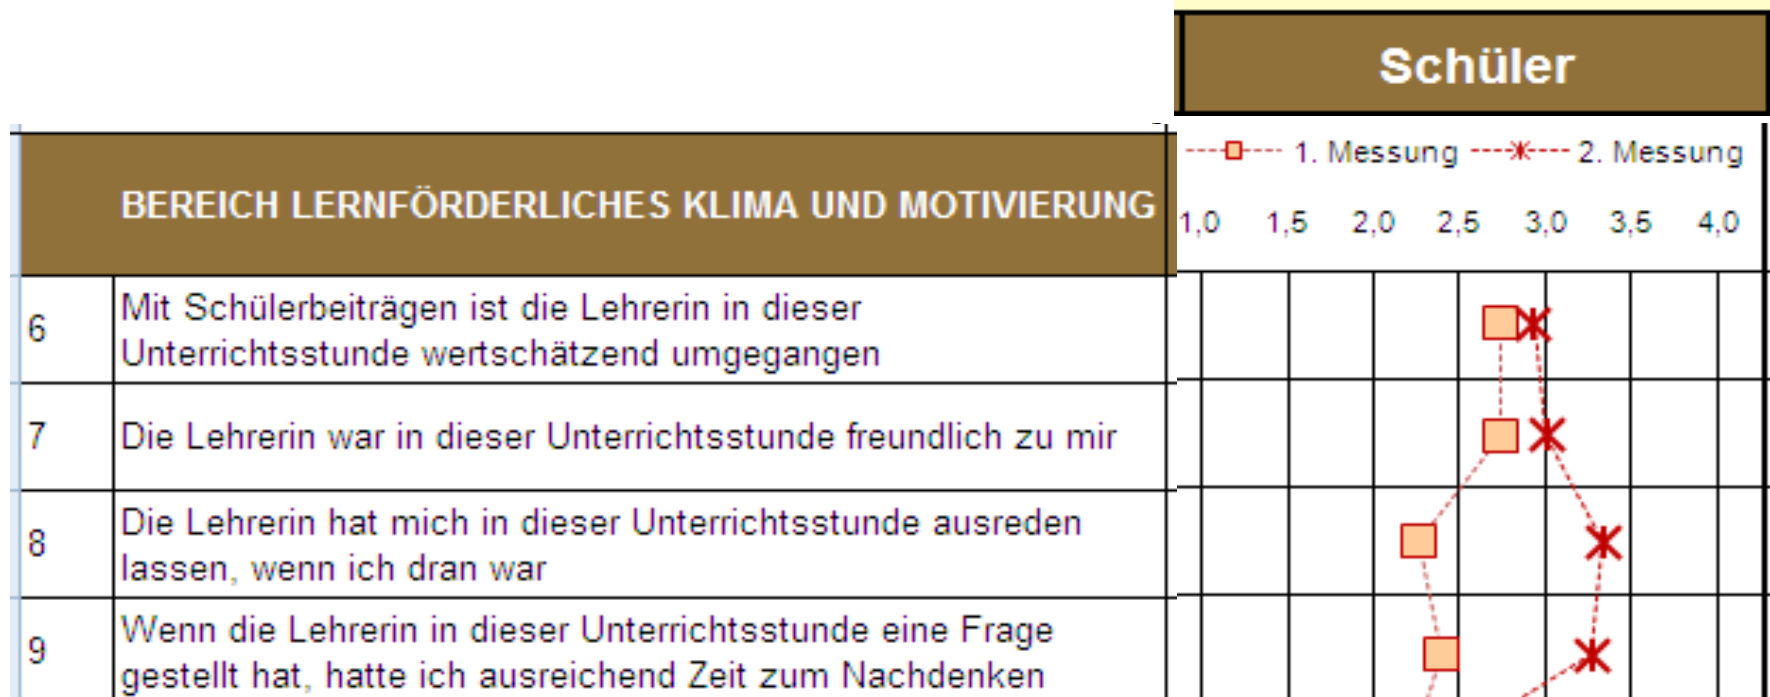 Schüler
1. Messung 2. Messung
BEREICH LERNFÖRDERLICHES KLIMA UND MOTIVIERUNG
1,0 1,5 2,0 2,5 3,0 3,5 4,0
6
Mit Schülerbeiträgen ist die Lehrerin in dieser
Unterrichtsstunde wertschätzend umgegangen
7
Die Lehrerin war in dieser Unterrichtsstunde freundlich zu mir
8
Die Lehrerin hat mich in dieser Unterrichtsstunde ausreden
lassen, wenn ich dran war
9
Wenn die Lehrerin in dieser Unterrichtsstunde eine Frage
gestellt hat, hatte ich ausreichend Zeit zum Nachdenken